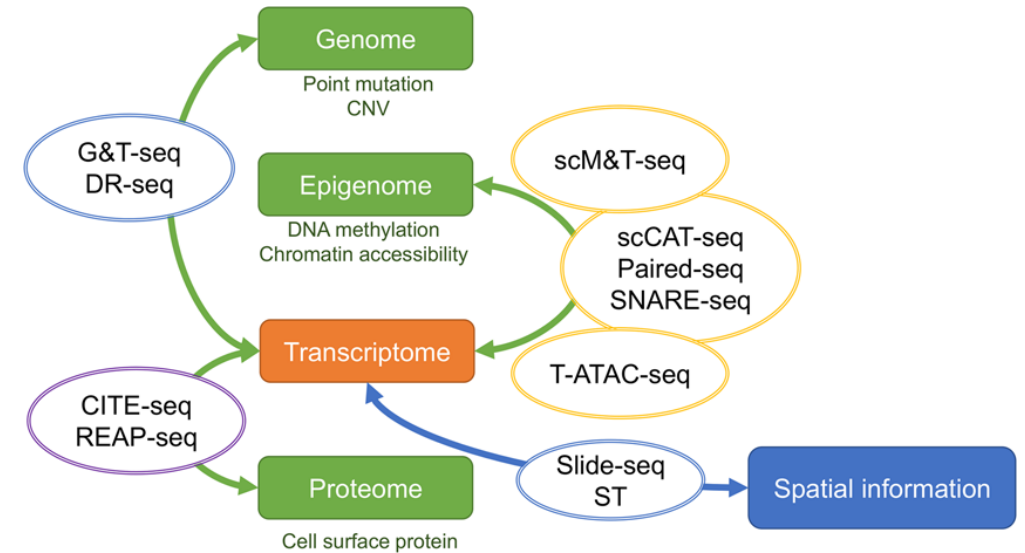 Genome
Point mutation
CNV
G&T-seq
DR-seq
scM&T-seq
Epigenome
DNA methylation
Chromatin accessibility
scCAT-seq
Paired-seq
SNARE-seq
Transcriptome
T-ATAC-seq
CITE-seq
REAP-seq
Slide-seq
ST
Proteome
Spatial information
Cell surface protein